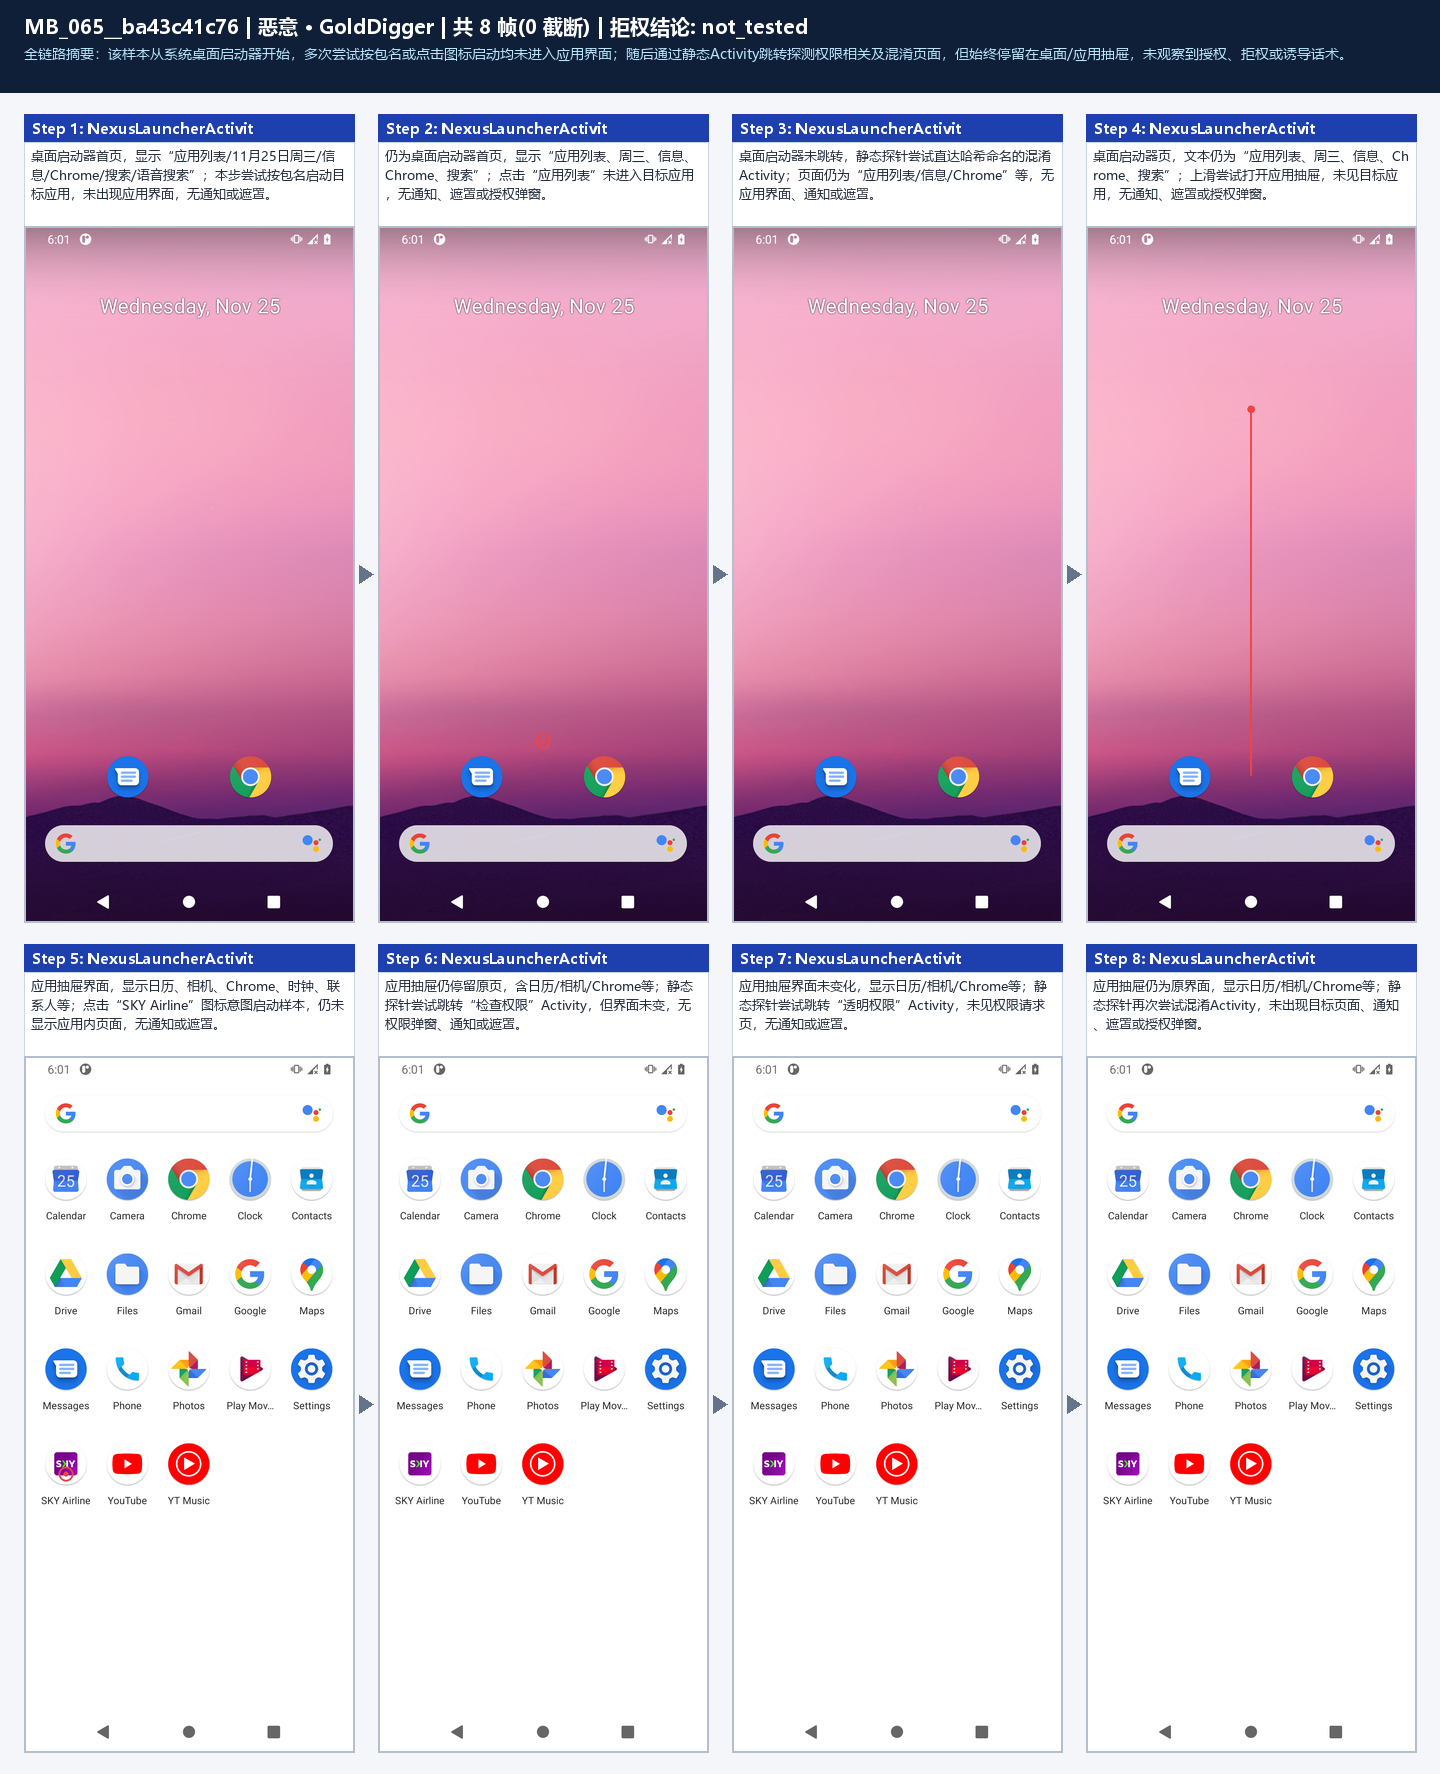 MB_065__ba43c41c76 | 恶意 • GoldDigger | 共 8 帧(0 截断) | 拒权结论: not_tested
全链路摘要：该样本从系统桌面启动器开始，多次尝试按包名或点击图标启动均未进入应用界面；随后通过静态Activity跳转探测权限相关及混淆页面，但始终停留在桌面/应用抽屉，未观察到授权、拒权或诱导话术。
Step 1: NexusLauncherActivit
桌面启动器首页，显示“应用列表/11月25日周三/信
息/Chrome/搜索/语音搜索”；本步尝试按包名启动目
标应用，未出现应用界面，无通知或遮罩。
6:01
Wednesday, Nov 25
Step 2: NexusLauncherActivit
仍为桌面启动器首页，显示“应用列表、周三、信息、
Chrome、搜索”；点击“应用列表”未进入目标应用
，无通知、遮罩或授权弹窗。
6:01
Wednesday, Nov 25
Step 3: NexusLauncherActivit
桌面启动器未跳转，静态探针尝试直达哈希命名的混淆
Activity；页面仍为“应用列表/信息/Chrome”等，无
应用界面、通知或遮罩。
6:01
Wednesday, Nov 25
Step 4: NexusLauncherActivit
桌面启动器页，文本仍为“应用列表、周三、信息、Ch
rome、搜索”；上滑尝试打开应用抽屉，未见目标应
用，无通知、遮罩或授权弹窗。
6:01
Wednesday, Nov 25
Step 5: NexusLauncherActivit
应用抽屉界面，显示日历、相机、Chrome、时钟、联
系人等；点击“SKY Airline”图标意图启动样本，仍未
显示应用内页面，无通知或遮罩。
6:01
25
Calendar Camera Chrome Clock Contacts
Drive Files Gmail Google Maps
Messages Phone Photos Play Mov... Settings
SKY
SKY Airline YouTube YT Music
Step 6: NexusLauncherActivit
应用抽屉仍停留原页，含日历/相机/Chrome等；静态
探针尝试跳转“检查权限”Activity，但界面未变，无
权限弹窗、通知或遮罩。
6:01
25
Calendar Camera Chrome Clock Contacts
Drive Files Gmail Google Maps
Messages Phone Photos Play Mov... Settings
SKY
SKY Airline YouTube YT Music
Step 7: NexusLauncherActivit
应用抽屉界面未变化，显示日历/相机/Chrome等；静
态探针尝试跳转“透明权限”Activity，未见权限请求
页，无通知或遮罩。
6:01
25
Calendar Camera Chrome Clock Contacts
Drive Files Gmail Google Maps
Messages Phone Photos Play Mov... Settings
SKY
SKY Airline YouTube YT Music
Step 8: NexusLauncherActivit
应用抽屉仍为原界面，显示日历/相机/Chrome等；静
态探针再次尝试混淆Activity，未出现目标页面、通知
、遮罩或授权弹窗。
6:01
25
Calendar Camera Chrome Clock Contacts
Drive Files Gmail Google Maps
Messages Phone Photos Play Mov... Settings
SKY
SKY Airline YouTube YT Music